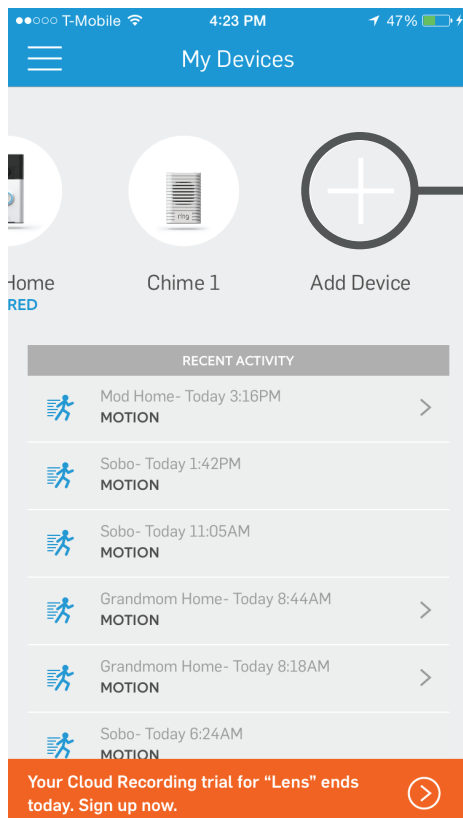 T-Mobile 4:23 PM 47%
My Devices
ring
Home Chime 1 Add Device
RED
RECENT ACTIVITY
Mod Home- Today 3:16PM
MOTION
Sobo- Today 1:42PM
MOTION
Sobo- Today 11:05AM
MOTION
Grandmom Home- Today 8:44AM
MOTION
Grandmom Home- Today 8:18AM
MOTION
Sobo- Today 6:24AM
MOTION
Your Cloud Recording trial for “Lens” ends
today. Sign up now.